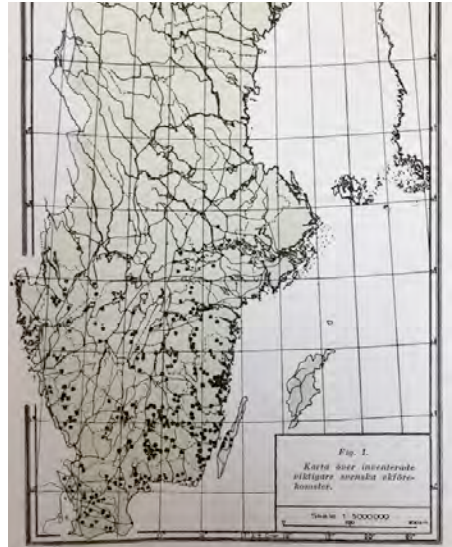 Fig. 1.
Karta över inventerade
viktigare svenska ekföre-
komster.
Skala 1:5000000